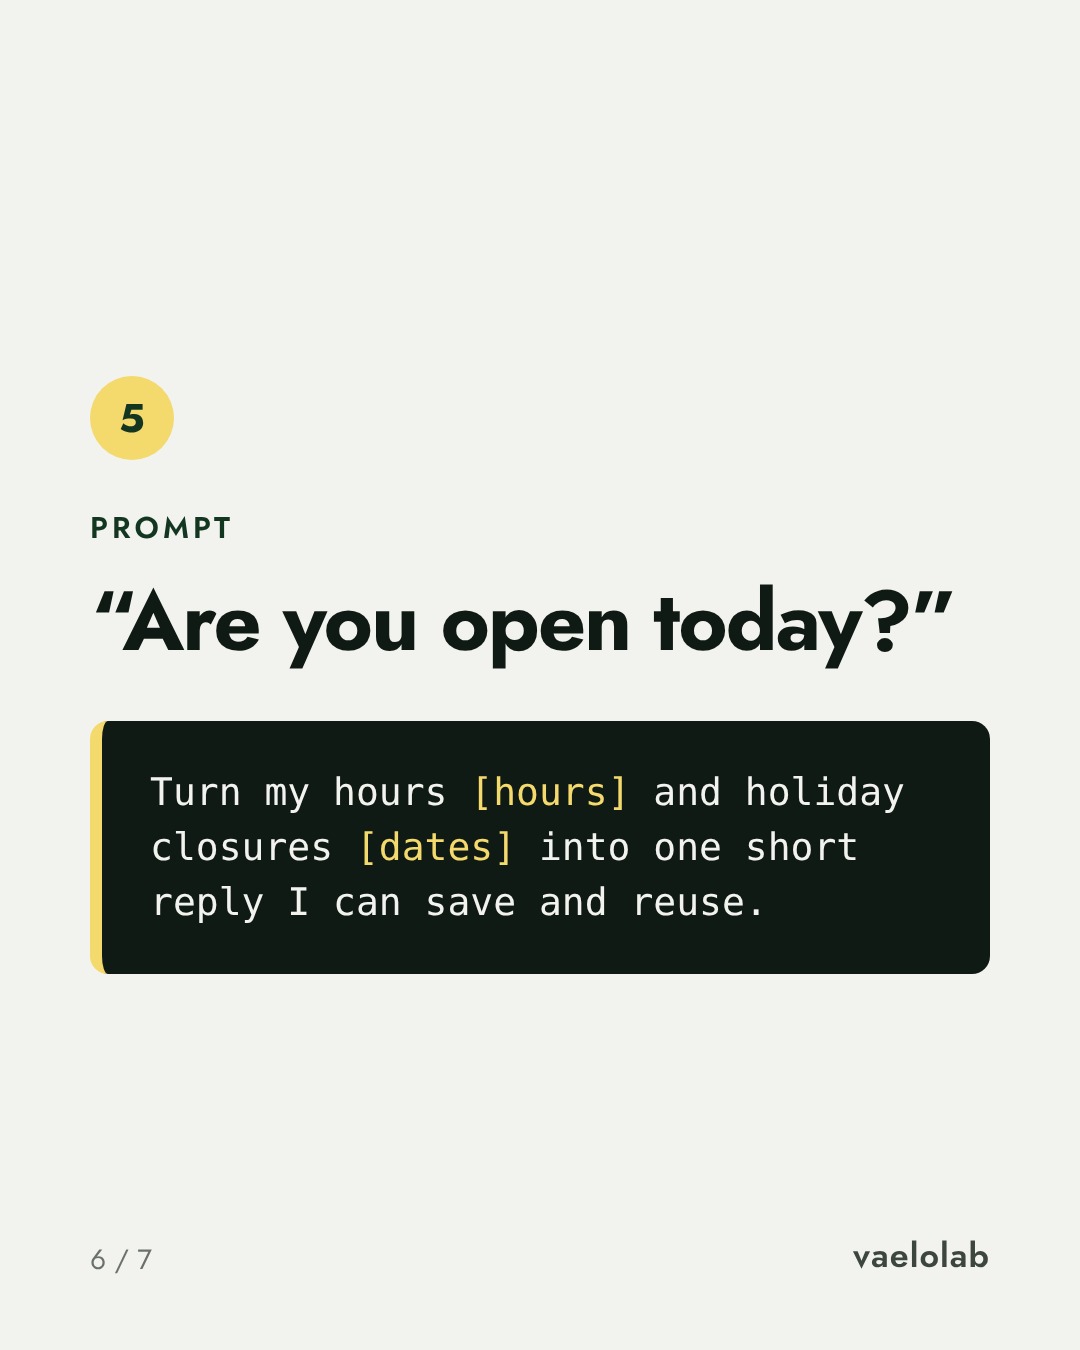 5
PROMPT
“Are you open today?”
Turn my hours [hours] and holiday
closures [dates] into one short
reply I can save and reuse.
6 / 7
vaelolab